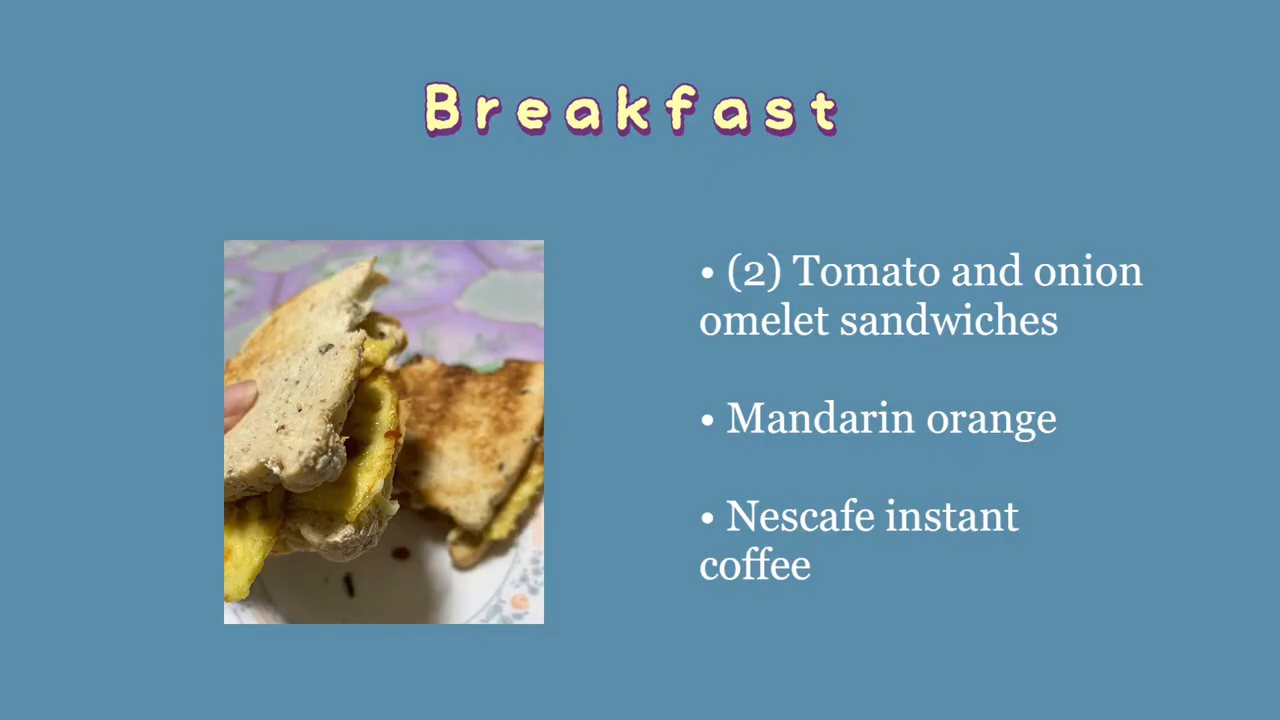 Breakfast
• (2) Tomato and onion
omelet sandwiches
• Mandarin orange
• Nescafe instant
coffee